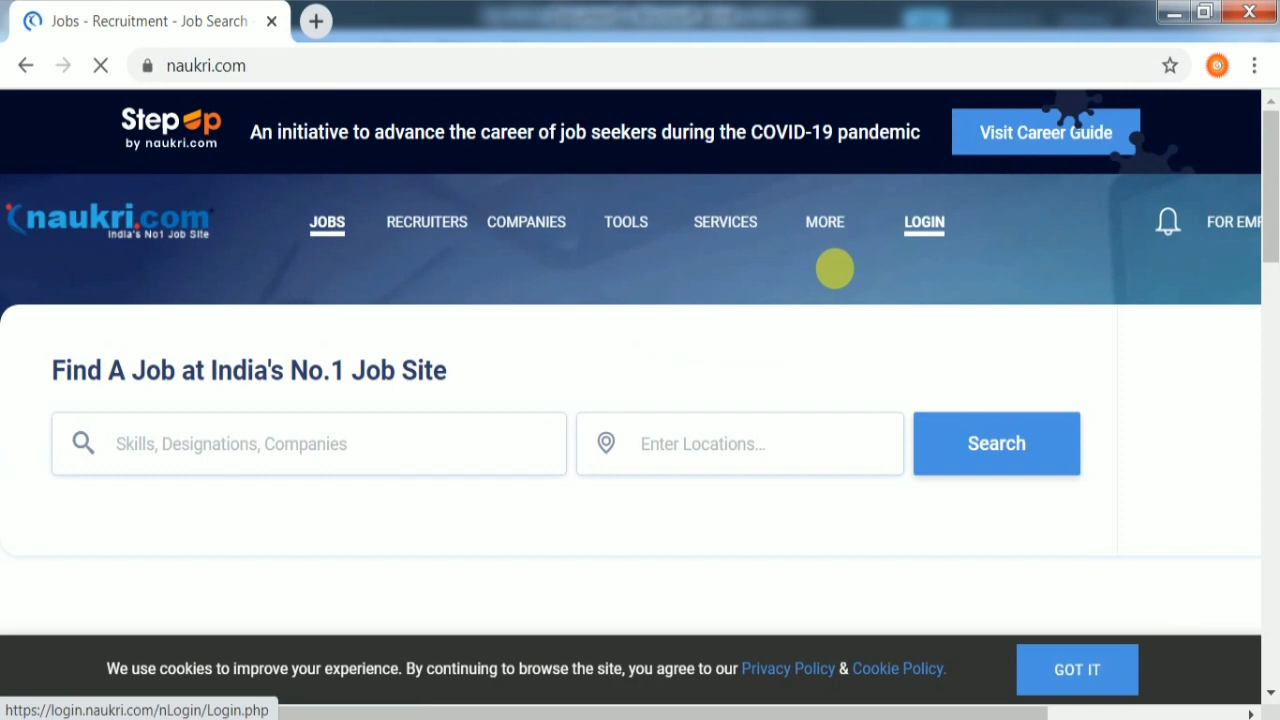 Jobs - Recruitment - Job Search -
naukri.com
StepUp
by naukri.com
An initiative to advance the career of job seekers during the COVID-19 pandemic
Visit Career Guide
naukri.com
India's No1 Job Site
JOBS
RECRUITERS
COMPANIES
TOOLS
SERVICES
MORE
LOGIN
FOR EMP
Find A Job at India's No.1 Job Site
Skills, Designations, Companies
Enter Locations...
Search
We use cookies to improve your experience. By continuing to browse the site, you agree to our Privacy Policy & Cookie Policy.
GOT IT
https://login.naukri.com/nLogin/Login.php